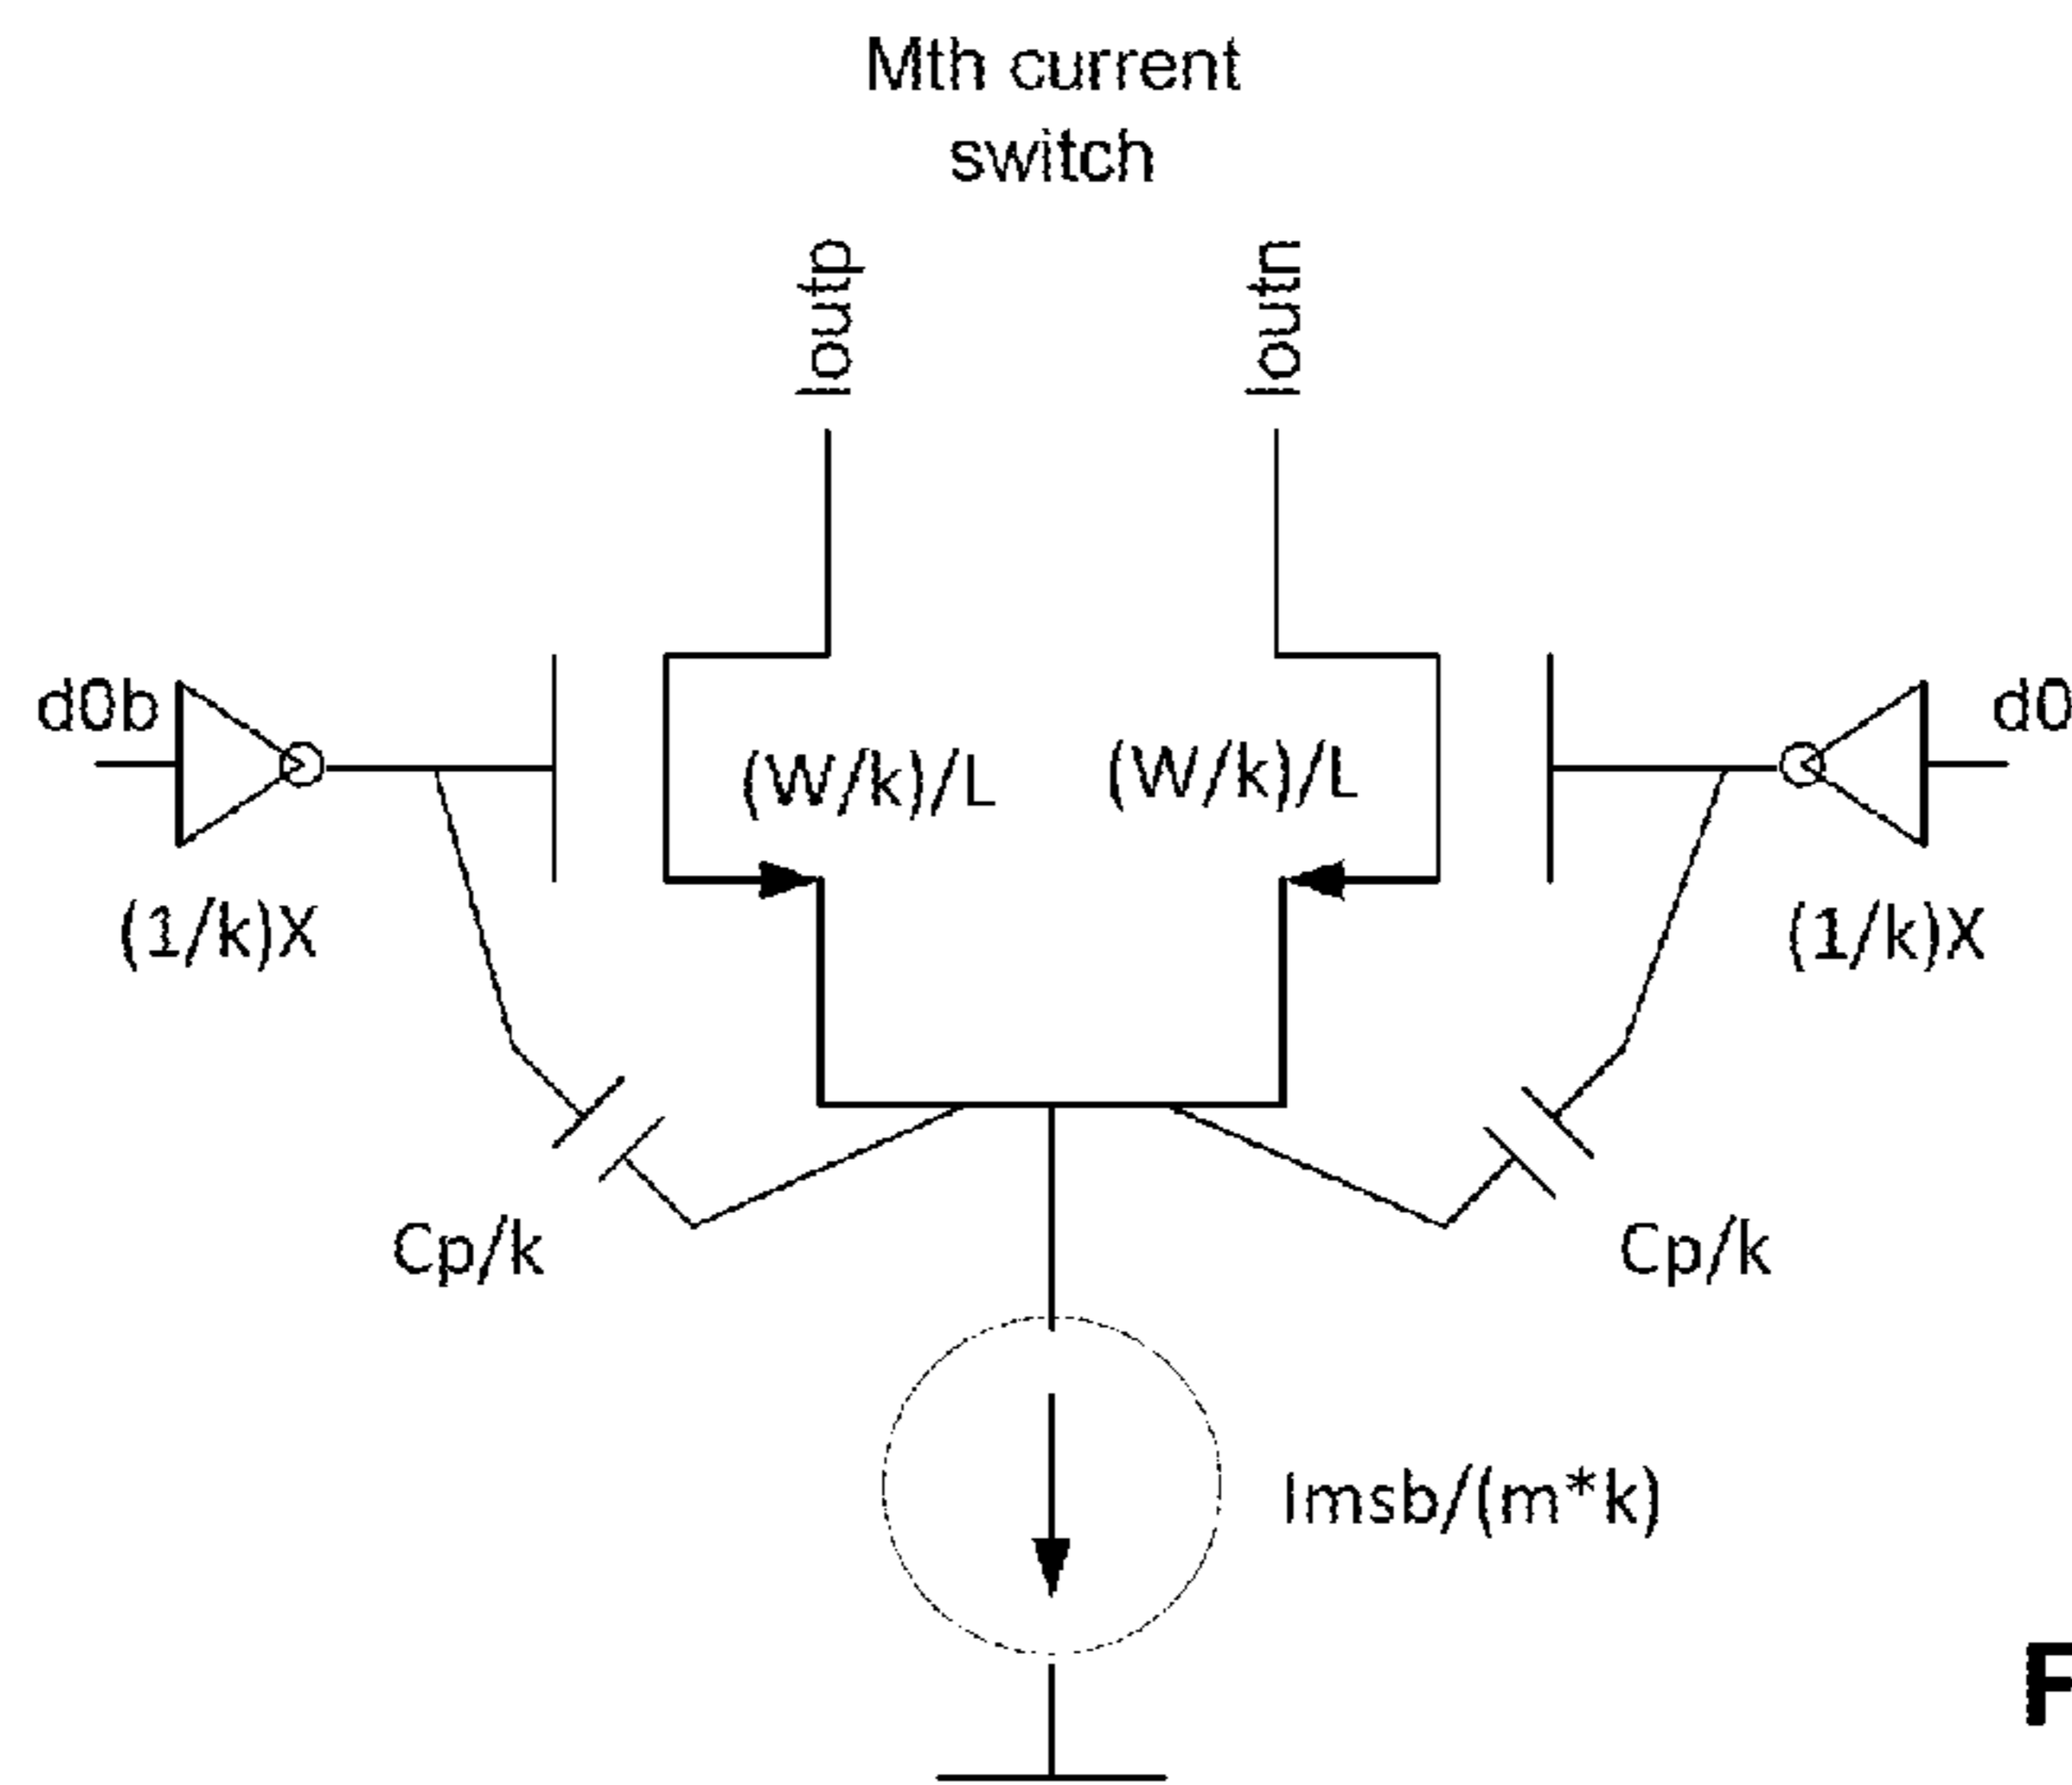 Mth current
switch
Ioutp
Ioutn
d0b
d0
(W/k)/L
(W/k)/L
(1/k)X
(1/k)X
Cp/k
Cp/k
Imsb/(m*k)
F